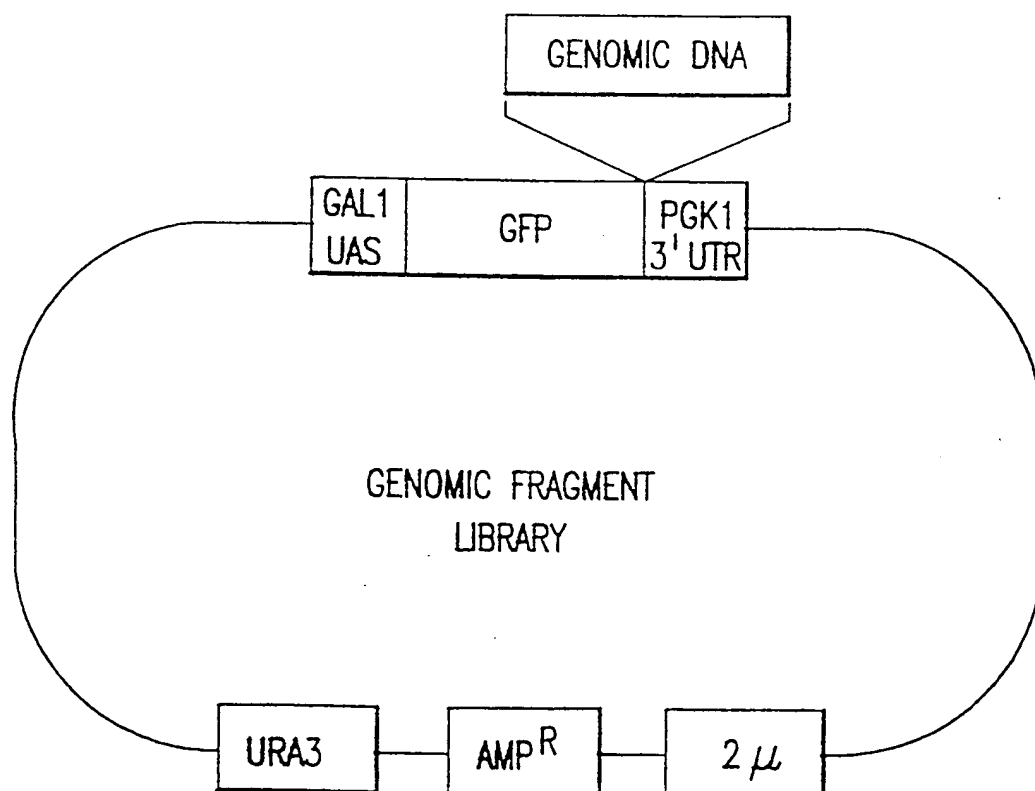 GENOMIC DNA
GAL1
UAS
GFP
PGK1
3' UTR
GENOMIC FRAGMENT
LIBRARY
URA3
AMP^R
2 μ